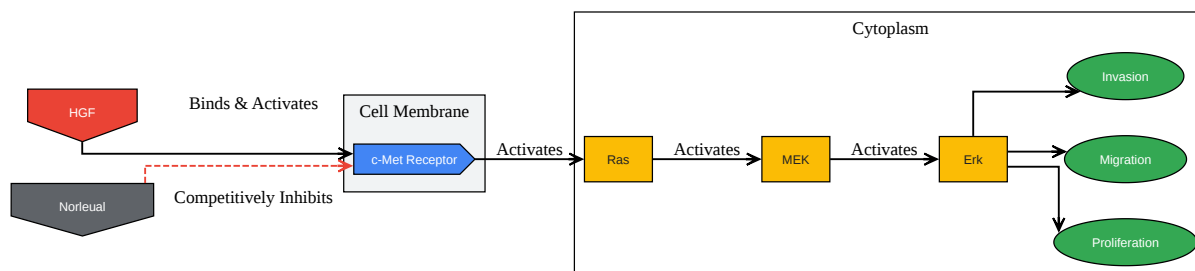 Cytoplasm
Invasion
HGF
Binds & Activates
Cell Membrane
c-Met Receptor
Activates
Ras
Activates
MEK
Activates
Erk
Migration
Norleual
Competitively Inhibits
Proliferation